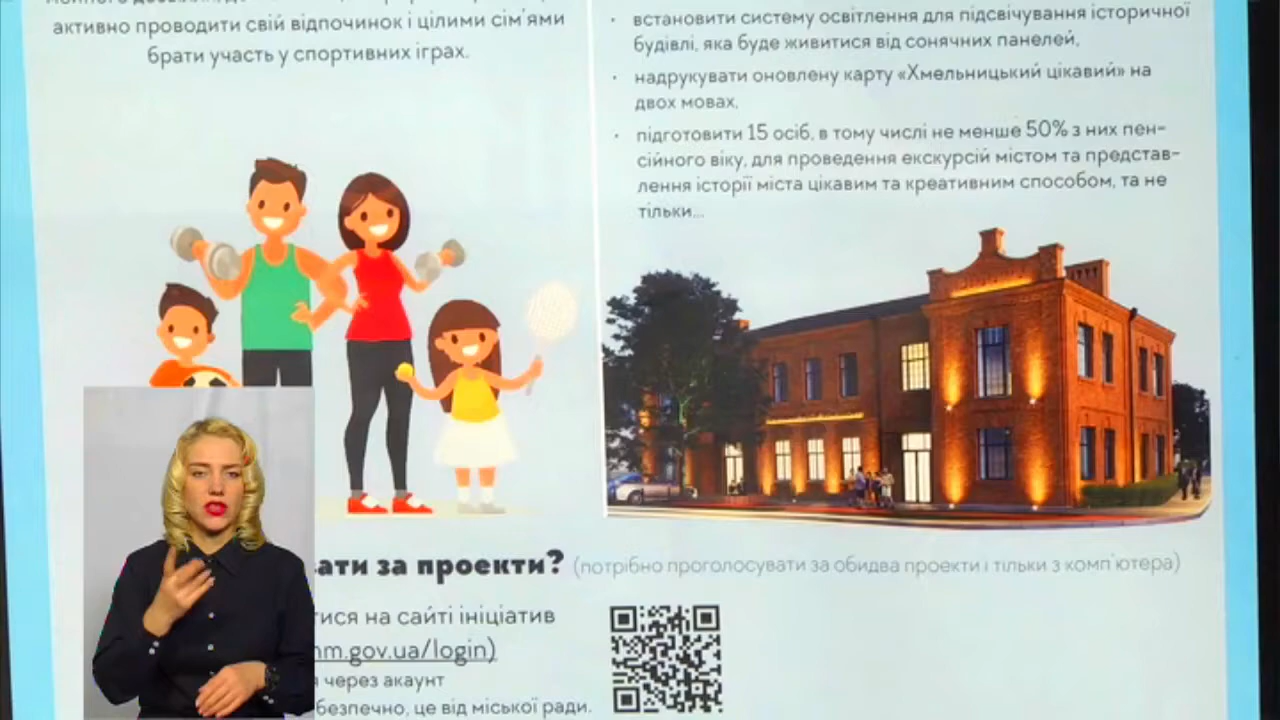 активно проводити свій відпочинок і цілими сім'ями
брати участь у спортивних іграх.
• встановити систему освітлення для підсвічування історичної
будівлі, яка буде живитися від сонячних панелей,
• надрукувати оновлену карту «Хмельницький цікавий» на
двох мовах,
• підготовити 15 осіб, в тому числі не менше 50% з них пен-
сійного віку, для проведення екскурсій містом та представ-
лення історії міста цікавим та креативним способом, та не
тільки...
ати за проекти? (потрібно проголосувати за обидва проекти і тільки з комп'ютера)
тися на сайті ініціатив
m.gov.ua/login)
через акаунт
безпечно, це від міської ради.